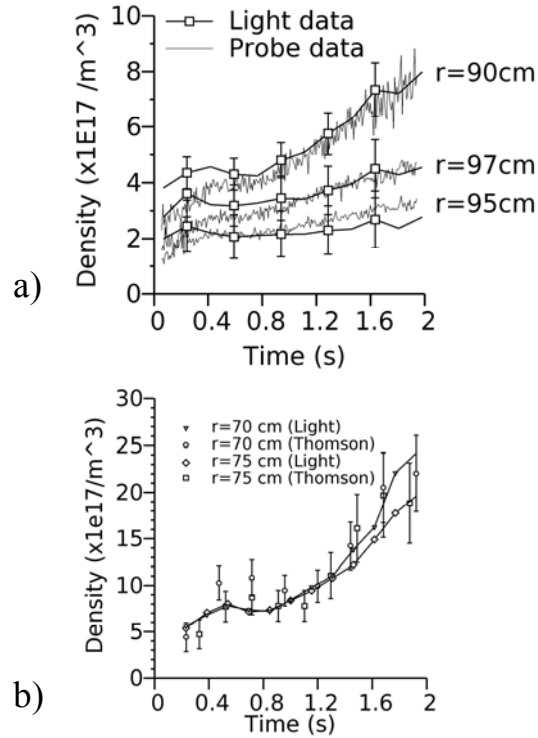 a)
Density (x1E17 /m^3)
10
8
6
4
2
0
Light data
Probe data
r=90cm
r=97cm
r=95cm
0 0.4 0.8 1.2 1.6 2
Time (s)
b)
Density (x1e17/m^3)
30
25
20
15
10
5
0
r=70 cm (Light)
r=70 cm (Thomson)
r=75 cm (Light)
r=75 cm (Thomson)
0 0.4 0.8 1.2 1.6 2
Time (s)